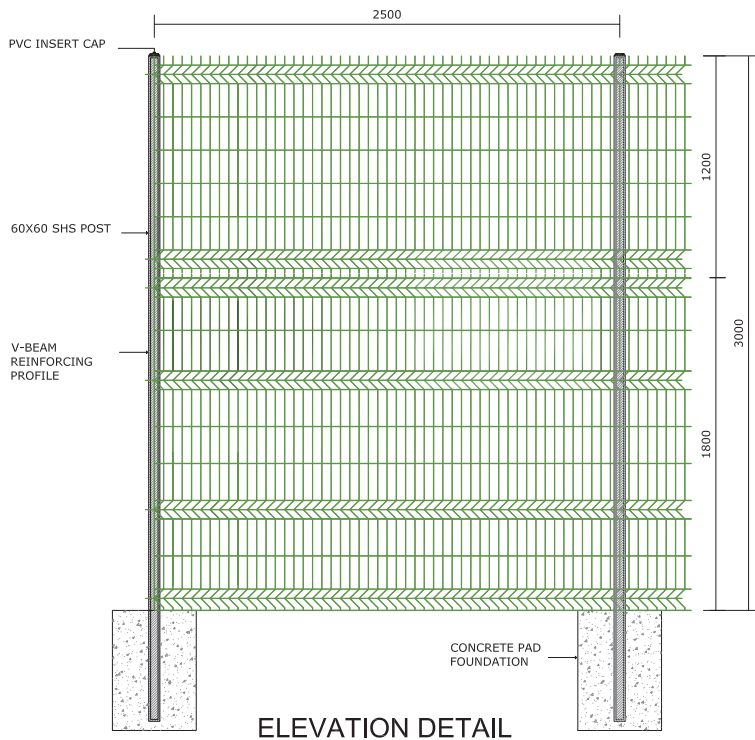 2500
PVC INSERT CAP
1200
60X60 SHS POST
3000
V-BEAM
REINFORCING
PROFILE
1800
CONCRETE PAD
FOUNDATION
ELEVATION DETAIL